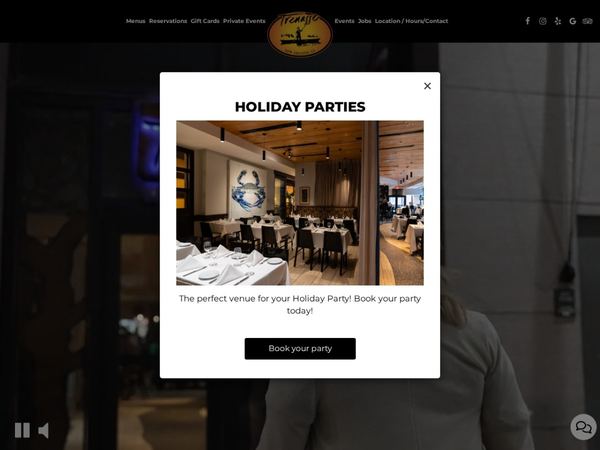 Menus Reservations Gift Cards Private Events
Trenasse
Events Jobs Location / Hours/Contact
HOLIDAY PARTIES
The perfect venue for your Holiday Party! Book your party
today!
Book your party